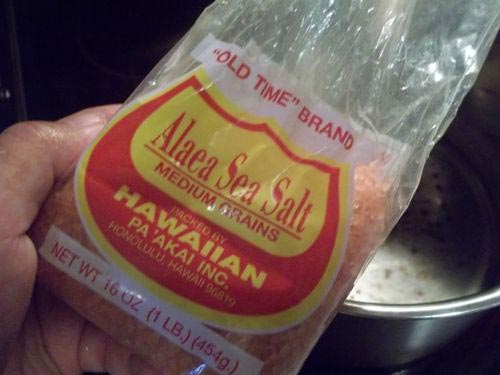 "OLD TIME" BRAND
Alaea Sea Salt
MEDIUM GRAINS
PACKED BY
HAWAIIAN
PA AKAI INC.
HONOLULU, HAWAII 96819
NET WT 16 OZ (1 LB,) (454g.)